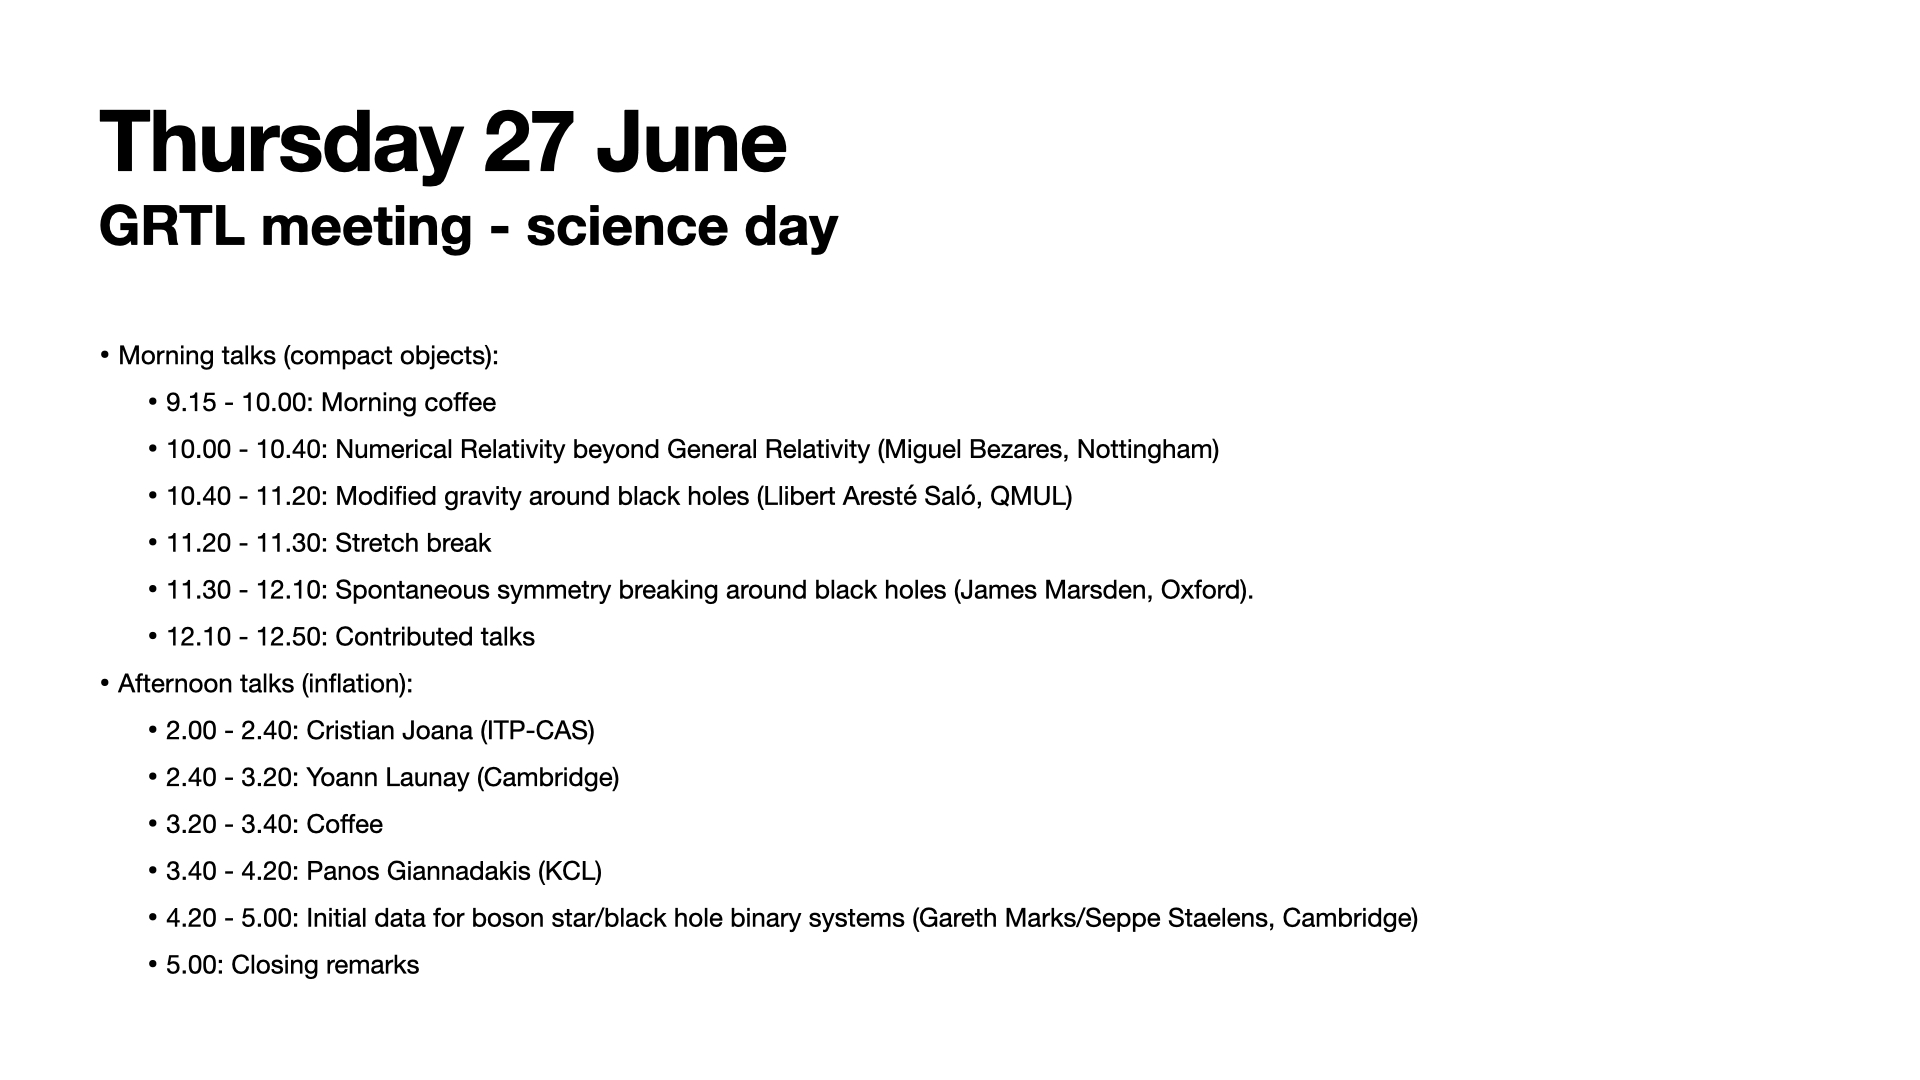 Thursday 27 June
GRTL meeting - science day
• Morning talks (compact objects):
• 9.15 - 10.00: Morning coffee
• 10.00 - 10.40: Numerical Relativity beyond General Relativity (Miguel Bezares, Nottingham)
• 10.40 - 11.20: Modified gravity around black holes (Llibert Aresté Saló, QMUL)
• 11.20 - 11.30: Stretch break
• 11.30 - 12.10: Spontaneous symmetry breaking around black holes (James Marsden, Oxford).
• 12.10 - 12.50: Contributed talks
• Afternoon talks (inflation):
• 2.00 - 2.40: Cristian Joana (ITP-CAS)
• 2.40 - 3.20: Yoann Launay (Cambridge)
• 3.20 - 3.40: Coffee
• 3.40 - 4.20: Panos Giannadakis (KCL)
• 4.20 - 5.00: Initial data for boson star/black hole binary systems (Gareth Marks/Seppe Staelens, Cambridge)
• 5.00: Closing remarks